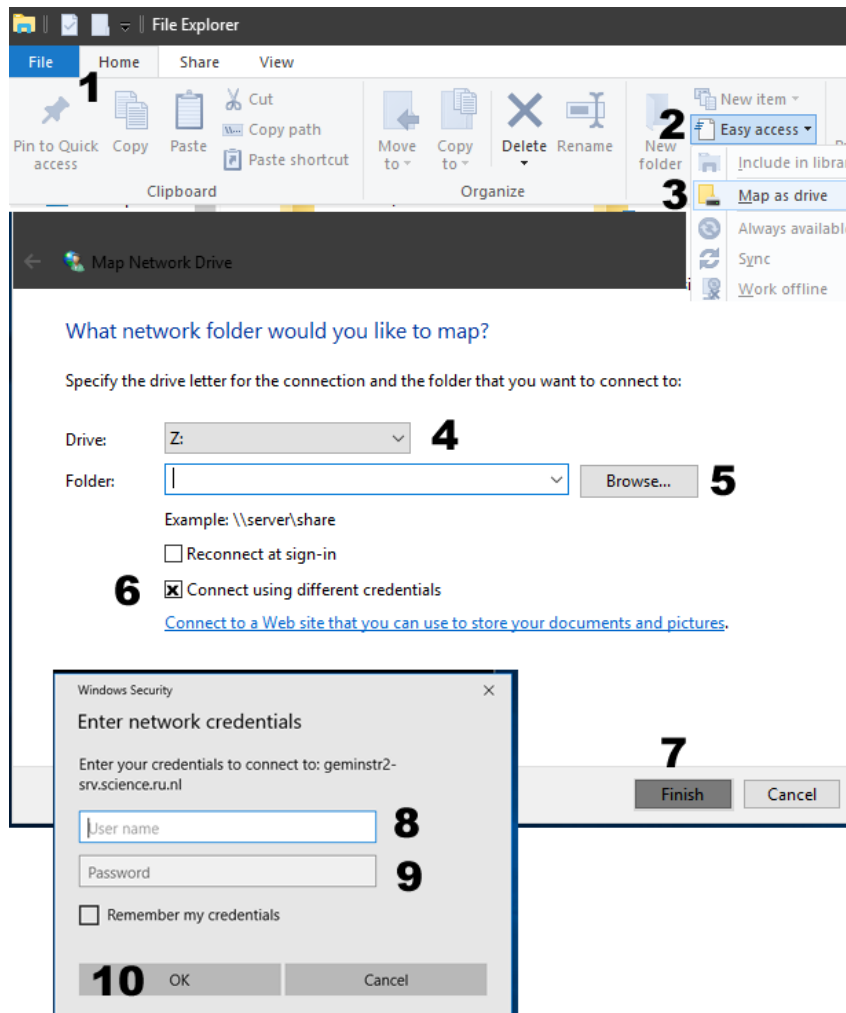 File Explorer
File Home Share View
1
Pin to Quick access
Copy
Paste
Cut
Copy path
Paste shortcut
Clipboard
Move to
Copy to
Delete
Rename
Organize
New folder
New item
2 Easy access
Include in librar
3 Map as drive
Always available
Sync
Work offline
Map Network Drive
What network folder would you like to map?
Specify the drive letter for the connection and the folder that you want to connect to:
Drive: Z: 4
Folder: Browse... 5
Example: \\server\share
Reconnect at sign-in
6 Connect using different credentials
Connect to a Web site that you can use to store your documents and pictures.
Windows Security
Enter network credentials
Enter your credentials to connect to: geminstr2-
srv.science.ru.nl
User name 8
Password 9
Remember my credentials
10 OK Cancel
7
Finish Cancel